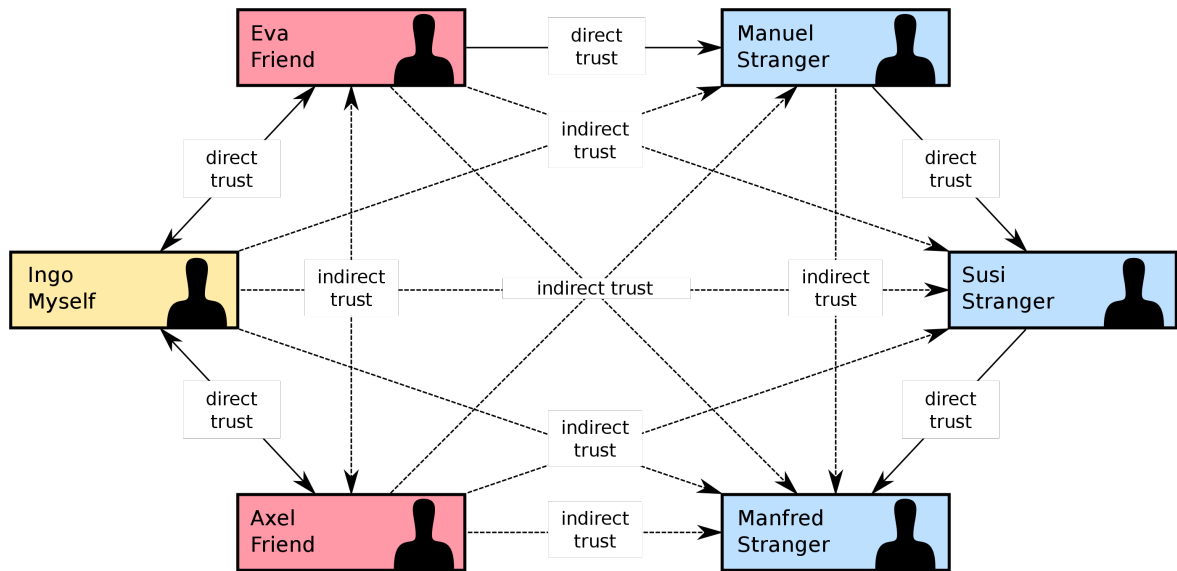 Eva
Friend
direct
trust
Manuel
Stranger
indirect
trust
direct
trust
direct
trust
Ingo
Myself
indirect
trust
indirect trust
indirect
trust
Susi
Stranger
direct
trust
indirect
trust
direct
trust
Axel
Friend
indirect
trust
Manfred
Stranger